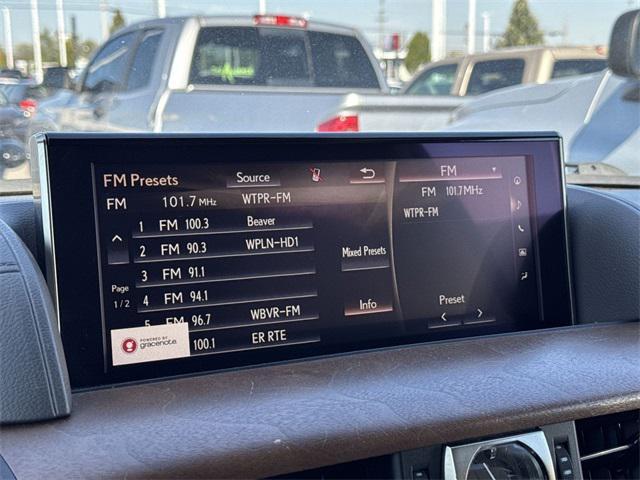 FM Presets Source FM
FM 101.7 MHz WTPR-FM FM 101.7 MHz
WTPR-FM
1 FM 100.3 Beaver
2 FM 90.3 WPLN-HD1
3 FM 91.1
4 FM 94.1
5 FM 96.7 WBVR-FM
100.1 ER RTE
Page
1/2
Mixed Presets
Info
Preset
POWERED BY
gracenote.